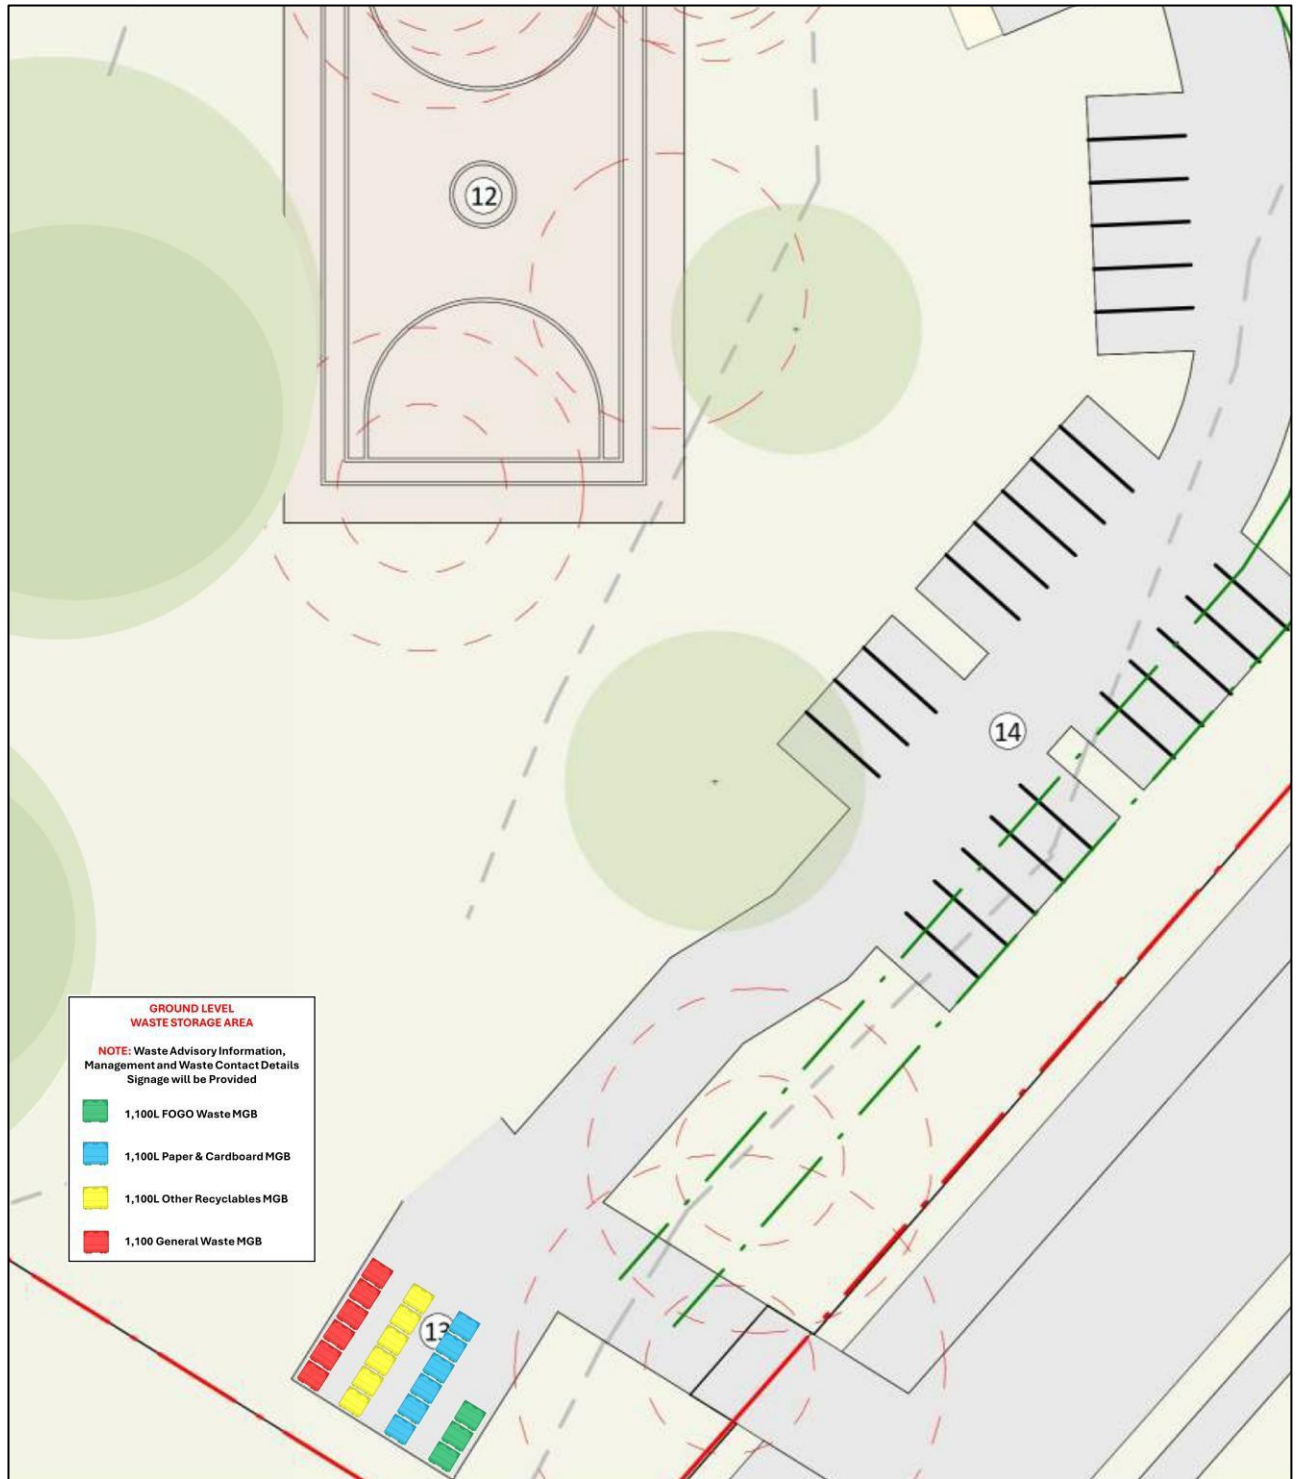 12
14
GROUND LEVEL
WASTE STORAGE AREA
NOTE: Waste Advisory Information,
Management and Waste Contact Details
Signage will be Provided
1,100L FOGO Waste MGB
1,100L Paper & Cardboard MGB
1,100L Other Recyclables MGB
1,100 General Waste MGB
13